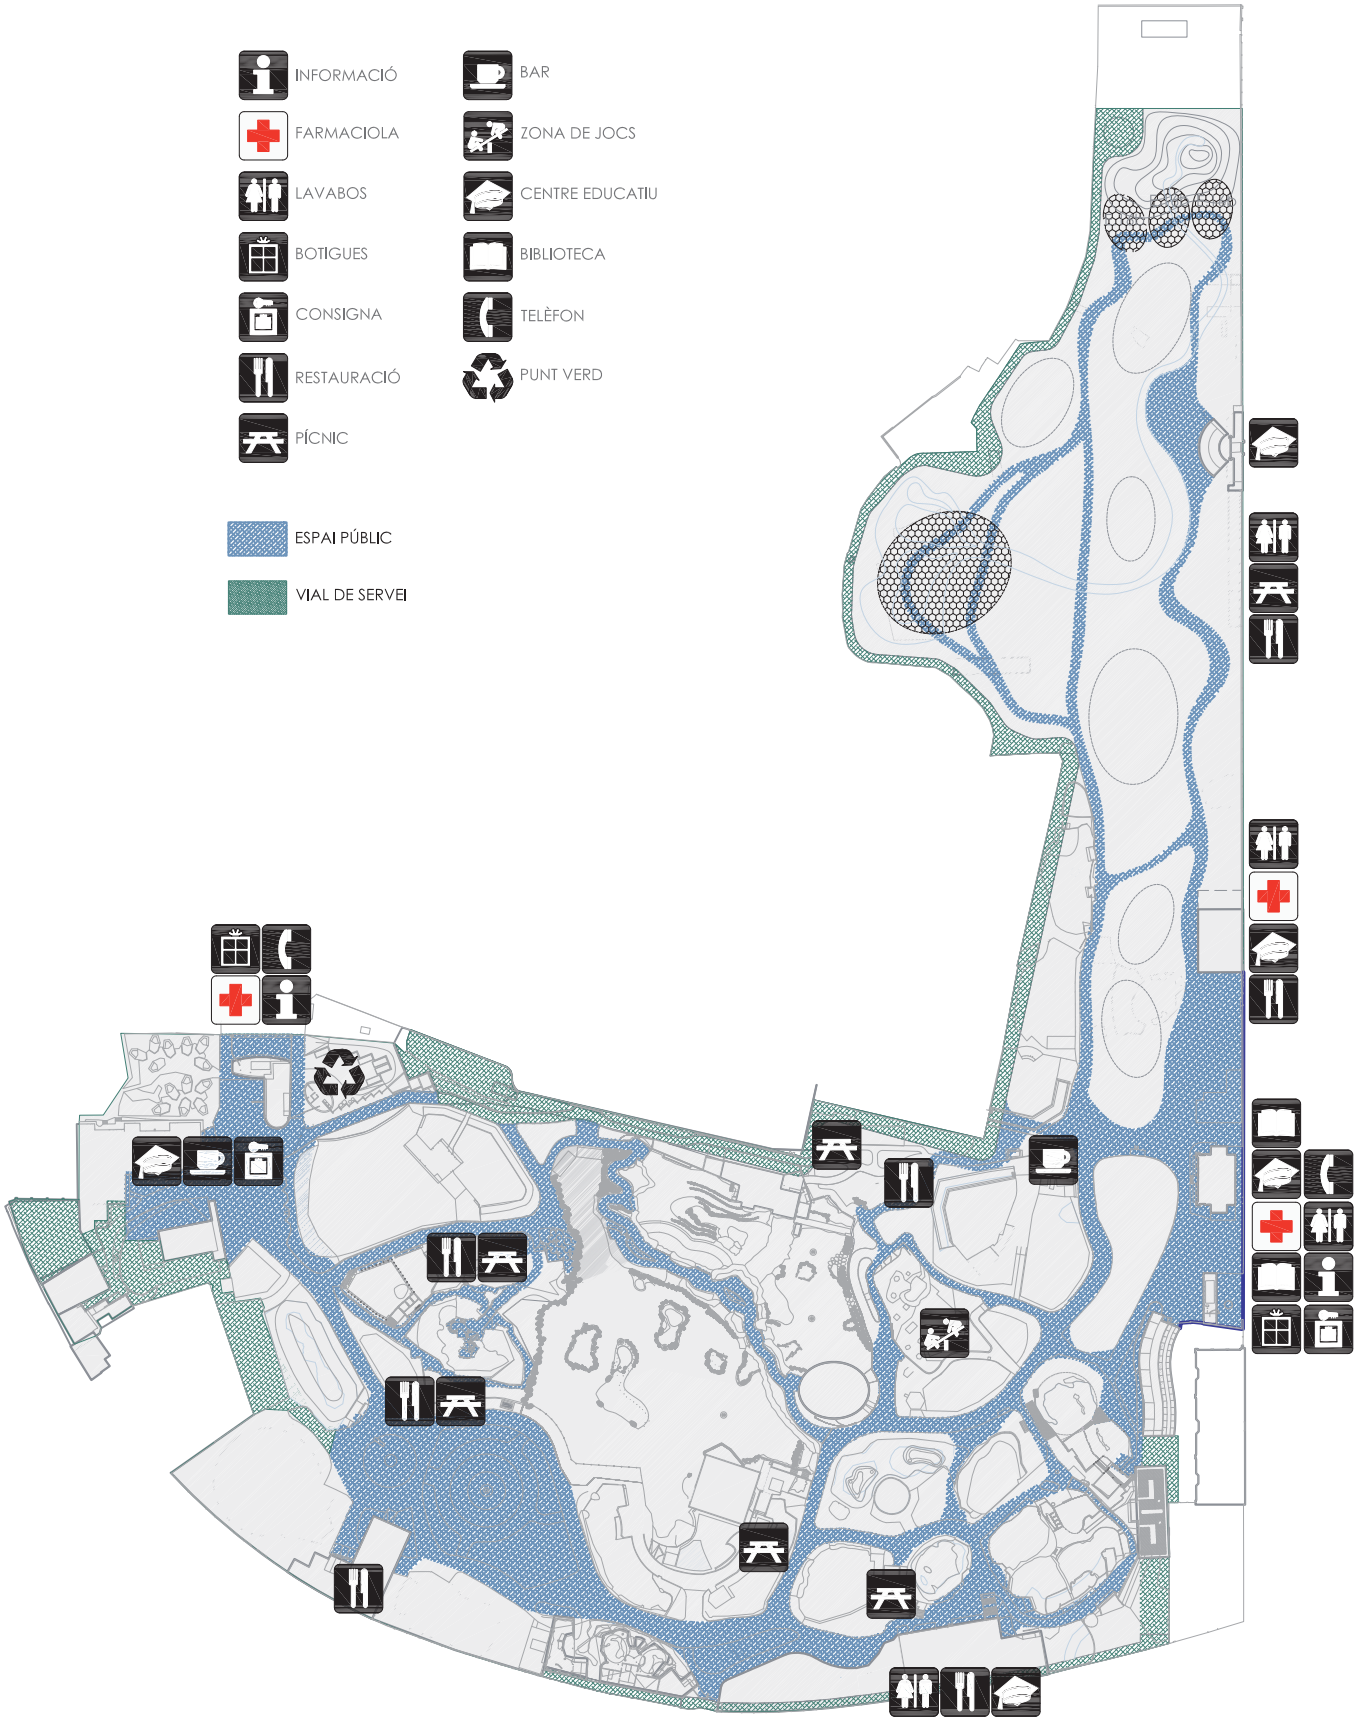 INFORMACIÓ
FARMACIOLA
LAVABOS
BOTIGUES
CONSIGNA
RESTAURACIÓ
PÍCNIC
BAR
ZONA DE JOCS
CENTRE EDUCATIU
BIBLIOTECA
TELÈFON
PUNT VERD
ESPAI PÚBLIC
VIAL DE SERVEI